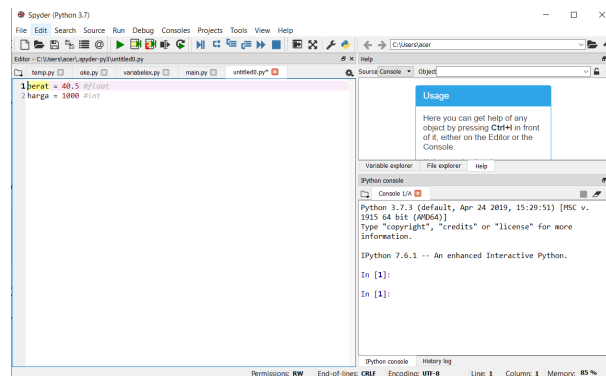 Spyder (Python 3.7)
File Edit Search Source Run Debug Consoles Projects Tools View Help
C:\Users\acer
Editor - C:\Users\acer\.spyder-py3\untitled0.py
Help
temp.py oke.py variabelex.py main.py untitled0.py*
Source Console Object
1 berat = 40.5 #float
2 harga = 1000 #int
Usage
Here you can get help of any
object by pressing Ctrl+I in front
of it, either on the Editor or the
Console.
Variable explorer File explorer Help
IPython console
Console 1/A
Python 3.7.3 (default, Apr 24 2019, 15:29:51) [MSC v.
1915 64 bit (AMD64)]
Type "copyright", "credits" or "license" for more
information.
IPython 7.6.1 -- An enhanced Interactive Python.
In [1]:
In [1]:
IPython console History log
Permissions: RW End-of-lines: CRLF Encoding: UTF-8 Line: 1 Column: 1 Memory: 85 %